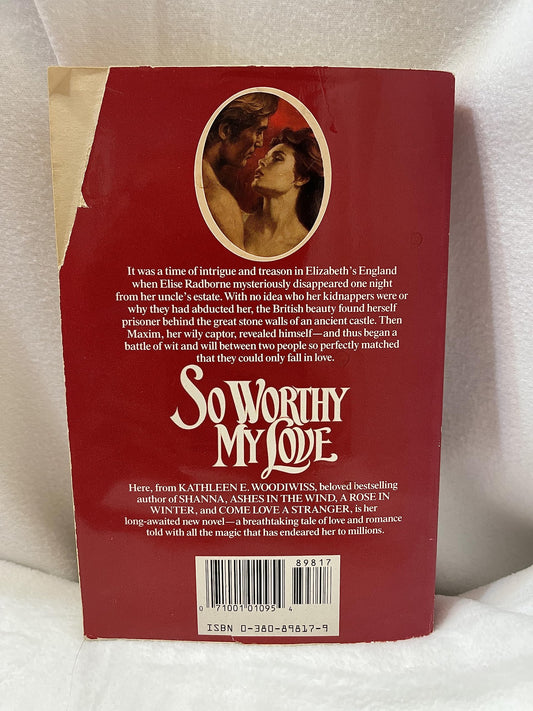 It was a time of intrigue and treason in Elizabeth's England
when Elise Radborne mysteriously disappeared one night
from her uncle's estate. With no idea who her kidnappers were or
why they had abducted her, the British beauty found herself
prisoner behind the great stone walls of an ancient castle. Then
Maxim, her wily captor, revealed himself—and thus began a
battle of wit and will between two people so perfectly matched
that they could only fall in love.
SO WORTHY
MY LOVE
Here, from KATHLEEN E. WOODIWISS, beloved bestselling
author of SHANNA, ASHES IN THE WIND, A ROSE IN
WINTER, and COME LOVE A STRANGER, is her
long-awaited new novel—a breathtaking tale of love and romance
told with all the magic that has endeared her to millions.
89817
0 71001 01095 4
ISBN 0-380-89817-9